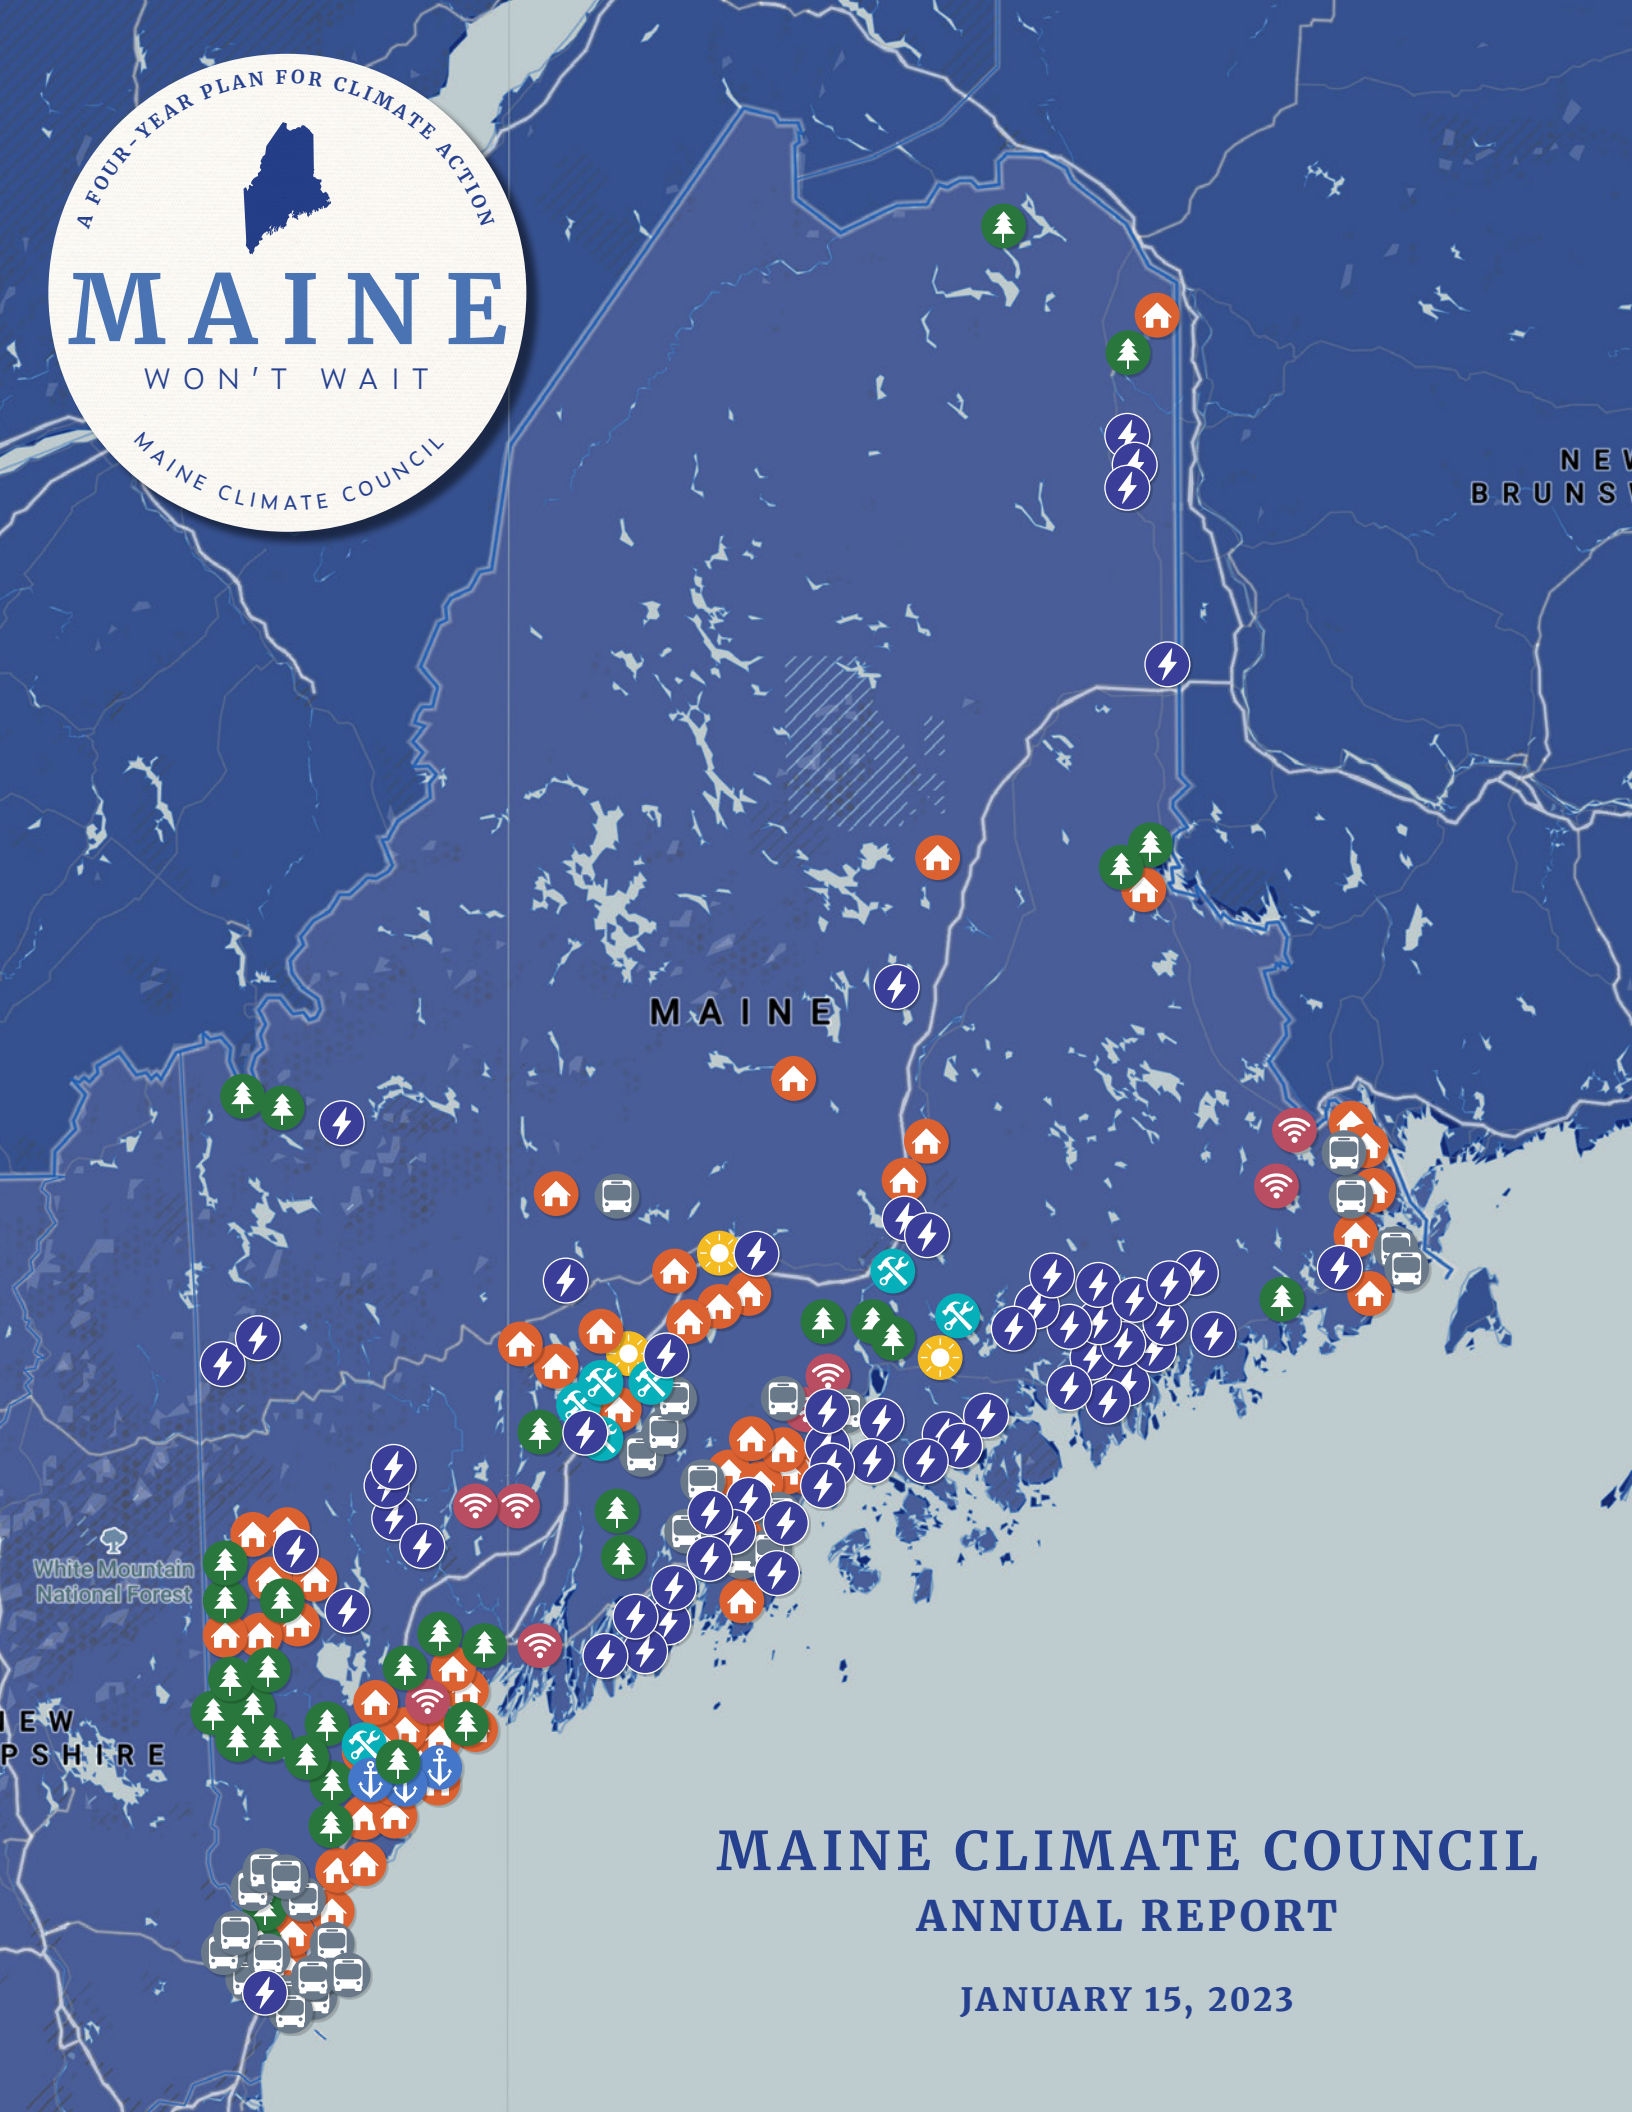 A FOUR-YEAR PLAN FOR CLIMATE ACTION
MAINE
WON'T WAIT
MAINE CLIMATE COUNCIL
NEW
BRUNSW
MAINE
White Mountain
National Forest
NEW
PSHIRE
MAINE CLIMATE COUNCIL
ANNUAL REPORT
JANUARY 15, 2023